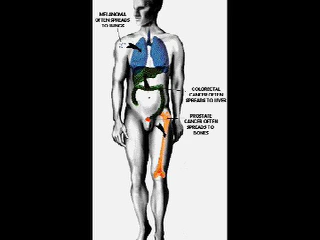 MELANOMA
OFTEN SPREADS
TO LUNGS
COLORECTAL
CANCER OFTEN
SPREADS TO LIVER
PROSTATE
CANCER OFTEN
SPREADS TO
BONES